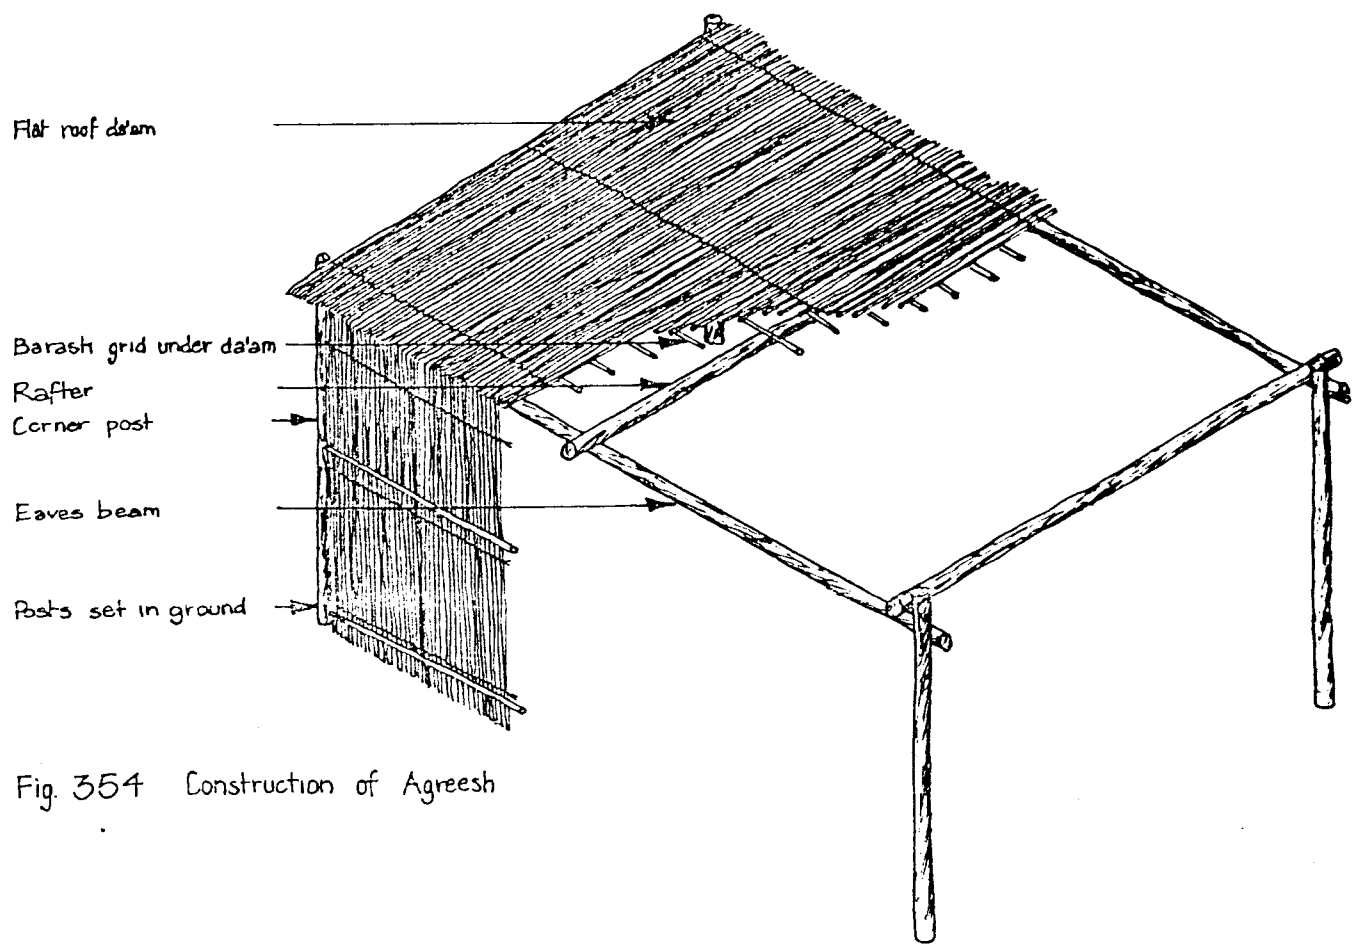 Flat roof da'am
Barasti grid under da'am
Rafter
Corner post
Eaves beam
Posts set in ground
Fig. 354 Construction of Agreesh